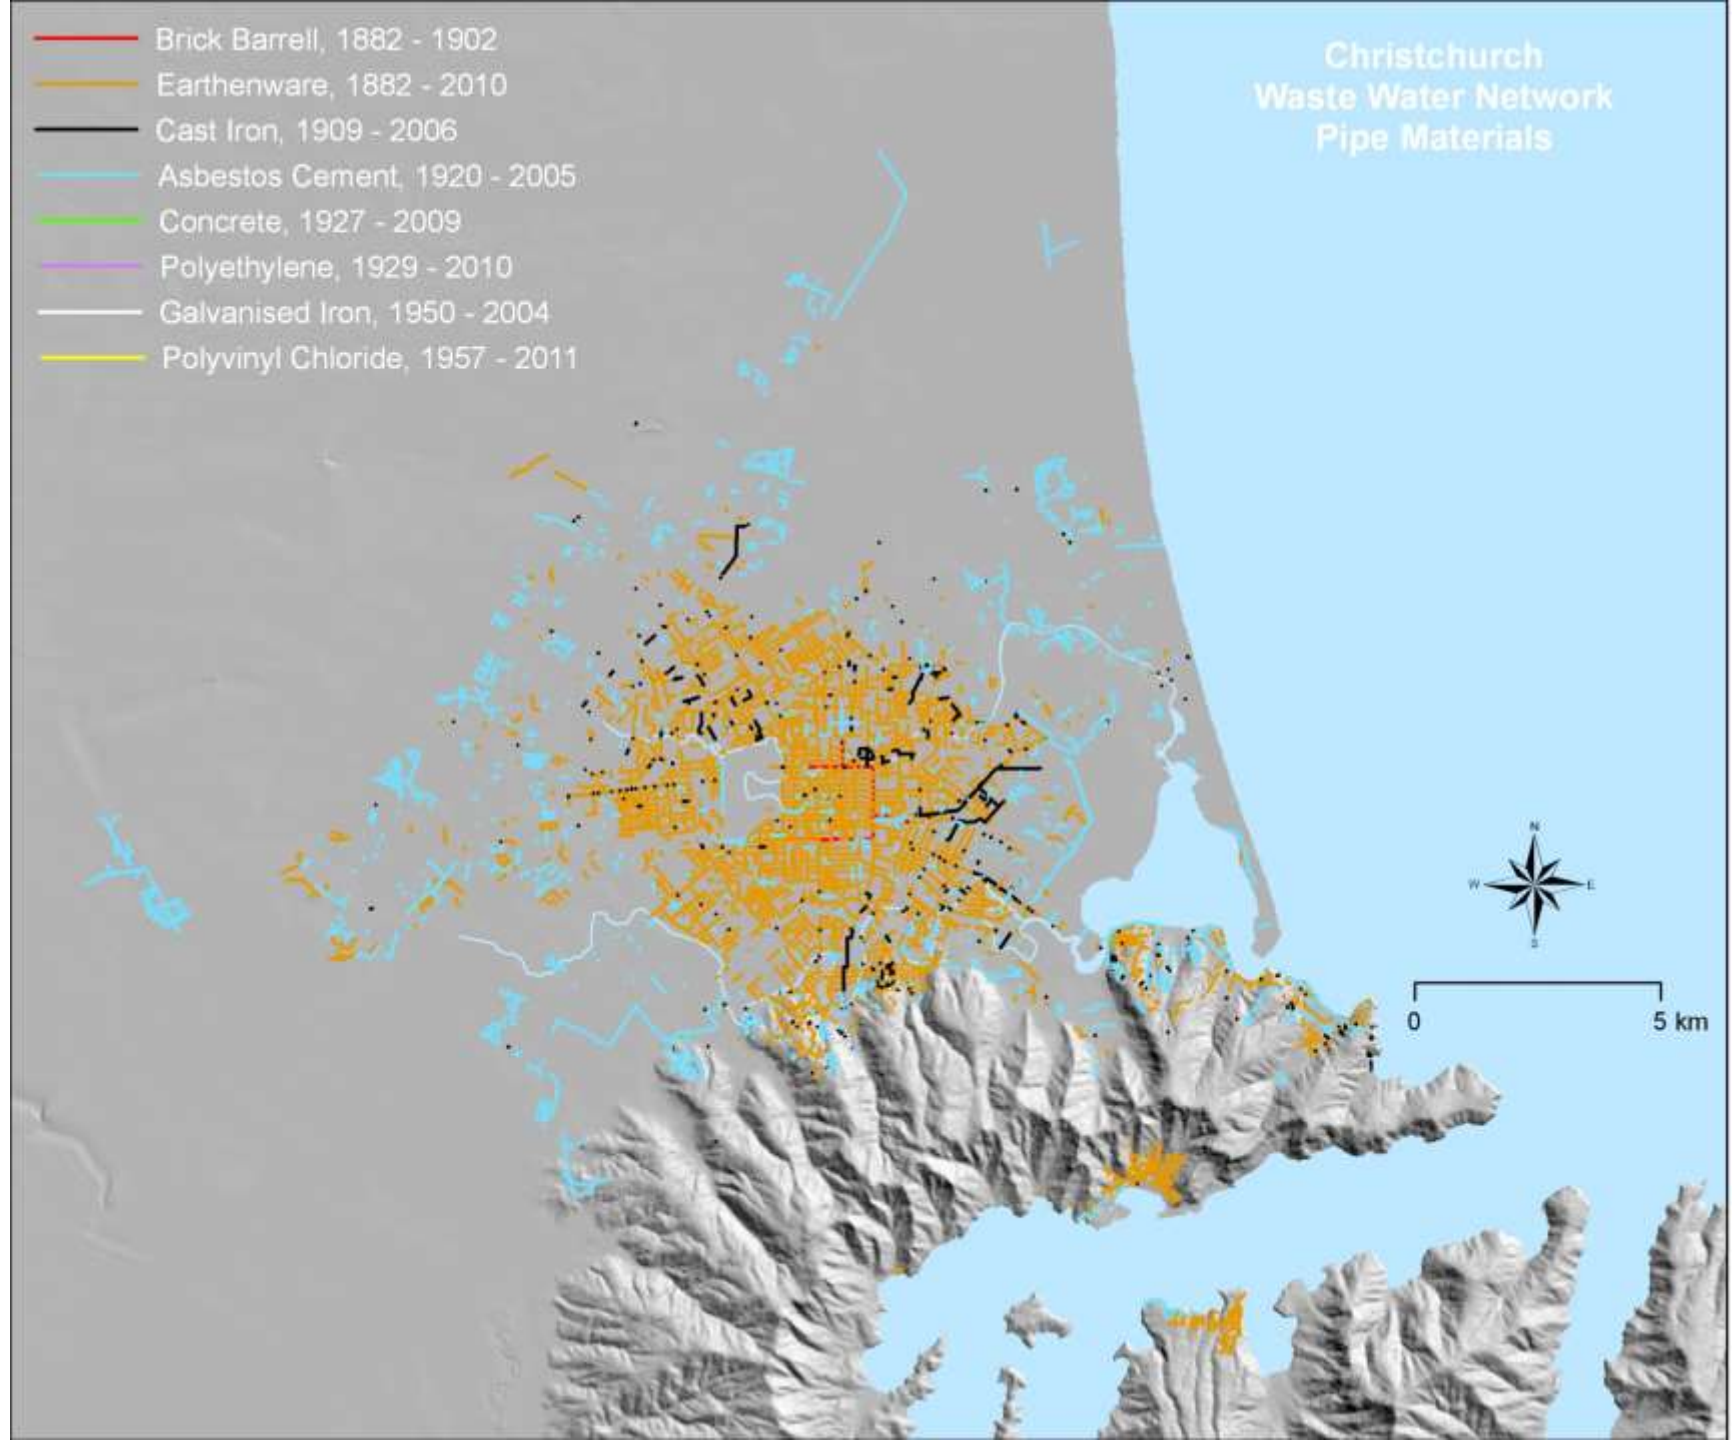 Brick Barrell, 1882 - 1902
Earthenware, 1882 - 2010
Cast Iron, 1909 - 2006
Asbestos Cement, 1920 - 2005
Concrete, 1927 - 2009
Polyethylene, 1929 - 2010
Galvanised Iron, 1950 - 2004
Polyvinyl Chloride, 1957 - 2011
Christchurch
Waste Water Network
Pipe Materials
N
W E
S
0 5 km